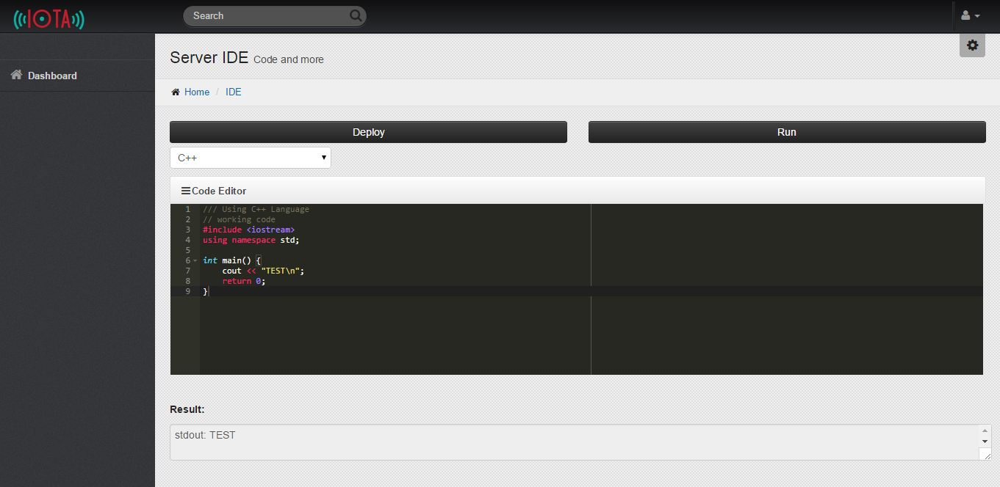 IOTA
Search
Dashboard
Server IDE Code and more
Home / IDE
Deploy
Run
C++
Code Editor
1 /// Using C++ Language
2 // working code
3 #include <iostream>
4 using namespace std;
5
6 int main() {
7     cout << "TEST\n";
8     return 0;
9 }
Result:
stdout: TEST